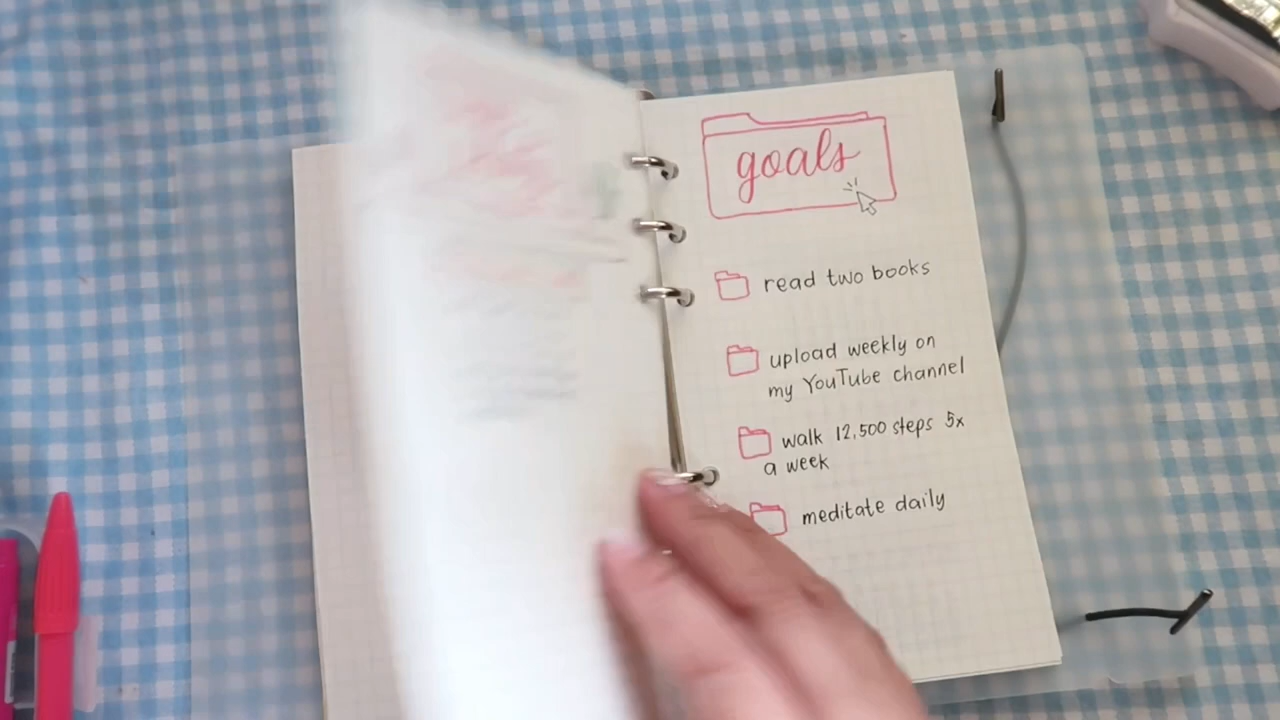 goals
read two books
upload weekly on
my YouTube channel
walk 12,500 steps 5x
a week
meditate daily